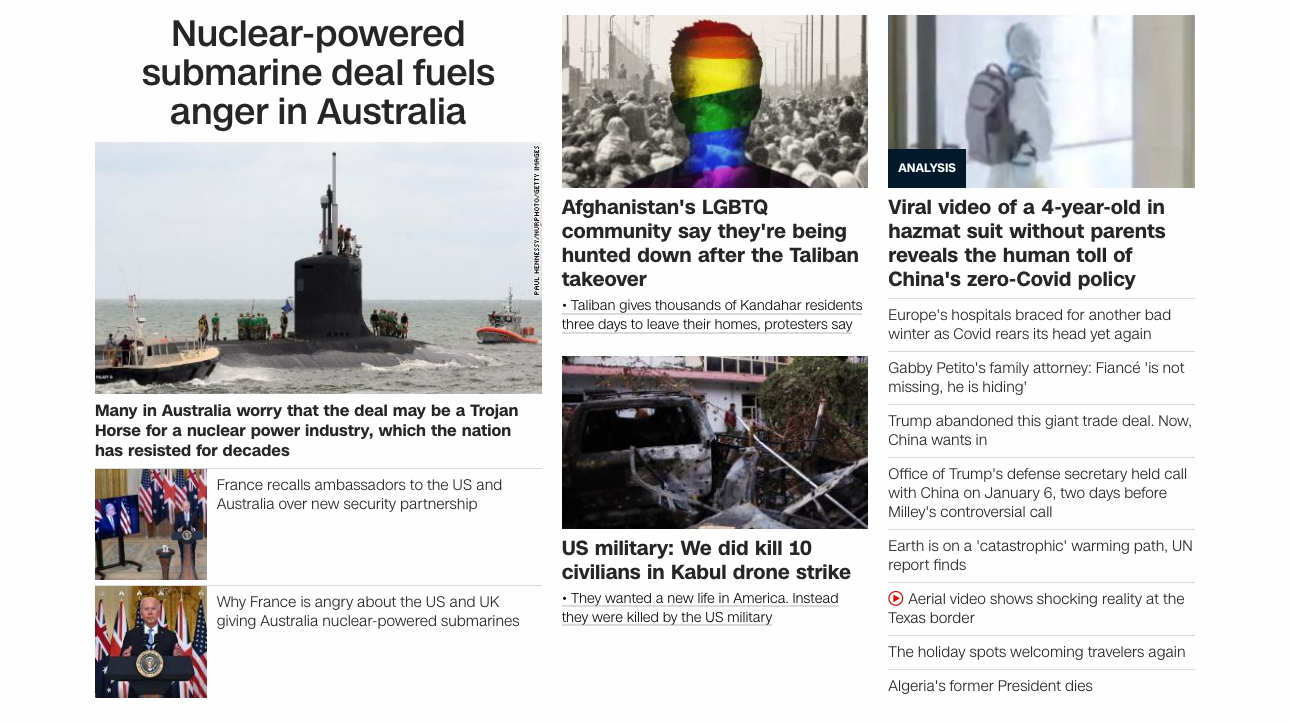 Nuclear-powered
submarine deal fuels
anger in Australia
PAUL HENNESSY/NURPHOTO/GETTY IMAGES
Many in Australia worry that the deal may be a Trojan
Horse for a nuclear power industry, which the nation
has resisted for decades
France recalls ambassadors to the US and
Australia over new security partnership
Why France is angry about the US and UK
giving Australia nuclear-powered submarines
Afghanistan's LGBTQ
community say they're being
hunted down after the Taliban
takeover
• Taliban gives thousands of Kandahar residents
three days to leave their homes, protesters say
US military: We did kill 10
civilians in Kabul drone strike
• They wanted a new life in America. Instead
they were killed by the US military
ANALYSIS
Viral video of a 4-year-old in
hazmat suit without parents
reveals the human toll of
China's zero-Covid policy
Europe's hospitals braced for another bad
winter as Covid rears its head yet again
Gabby Petito's family attorney: Fiancé 'is not
missing, he is hiding'
Trump abandoned this giant trade deal. Now,
China wants in
Office of Trump's defense secretary held call
with China on January 6, two days before
Milley's controversial call
Earth is on a 'catastrophic' warming path, UN
report finds
Aerial video shows shocking reality at the
Texas border
The holiday spots welcoming travelers again
Algeria's former President dies